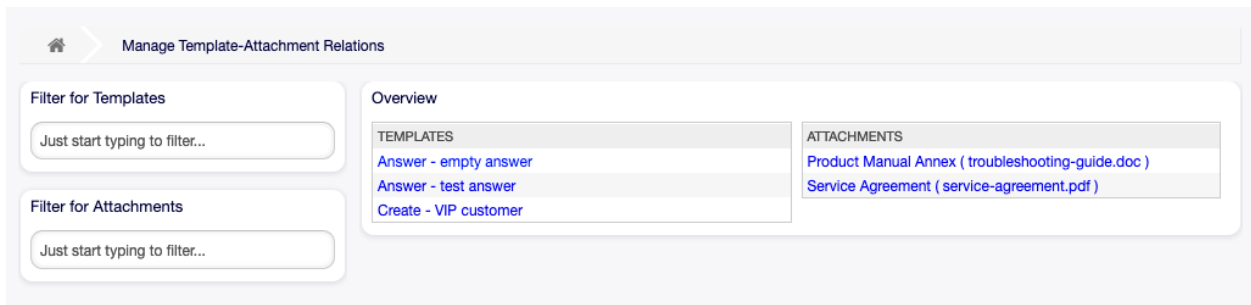 Manage Template-Attachment Relations
Filter for Templates
Just start typing to filter...
Filter for Attachments
Just start typing to filter...
Overview
TEMPLATES
Answer - empty answer
Answer - test answer
Create - VIP customer
ATTACHMENTS
Product Manual Annex ( troubleshooting-guide.doc )
Service Agreement ( service-agreement.pdf )